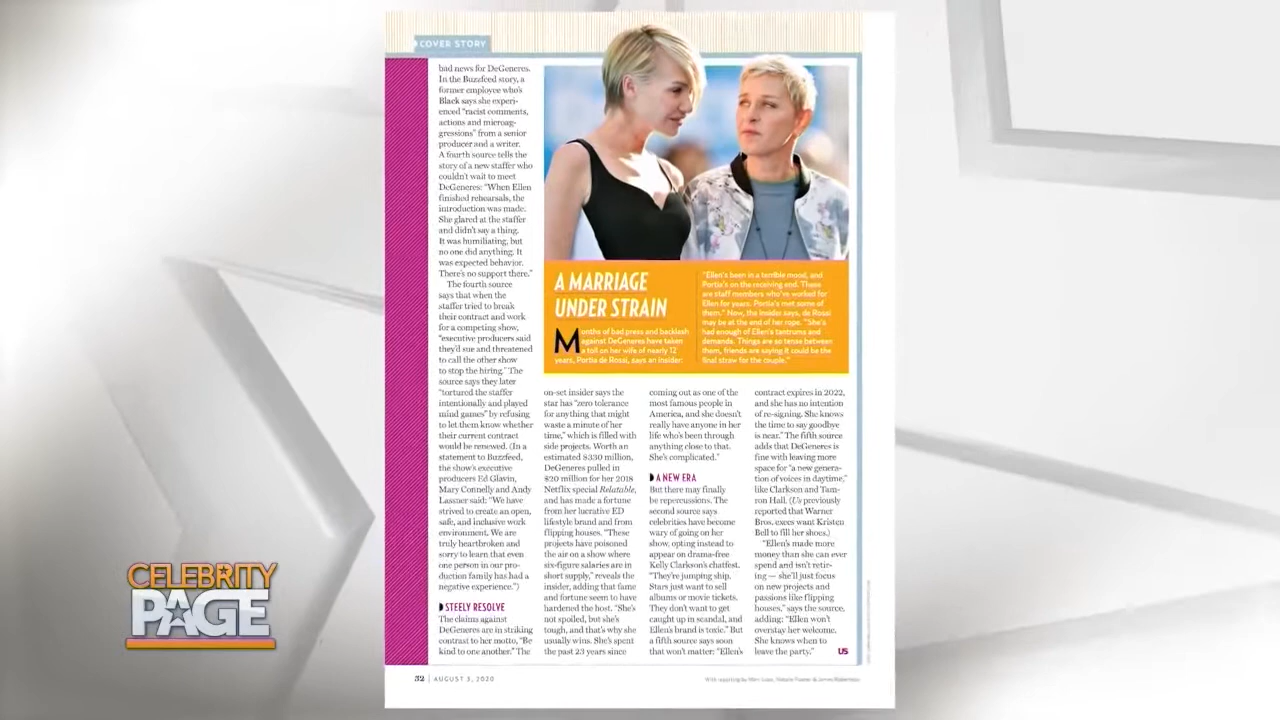 COVER STORY
bad news for DeGeneres.
In the Buzzfeed story, a
former employee who's
Black says she experi-
enced "racist comments,
actions and microag-
gressions" from a senior
producer and a writer.
A fourth source tells the
story of a new staffer who
couldn't wait to meet
DeGeneres: "When Ellen
finished rehearsals, the
introduction was made.
She glared at the staffer
and didn't say a thing.
It was humiliating, but
no one did anything. It
was expected behavior.
There's no support there."
The fourth source
says that when the
staffer tried to break
their contract and work
for a competing show,
"executive producers said
they'll sue and threatened
to call the other show
to stop the hiring." The
source says they later
"tortured the staffer
intentionally and played
mind games" by refusing
to let them know whether
their current contract
would be renewed. (In a
statement to Buzzfeed,
the show's executive
producers Ed Glavin,
Mary Connelly and Andy
Lassner said: "We have
strived to create an open,
safe, and inclusive work
environment. We are
truly heartbroken and
sorry to learn that even
one person in our pro-
duction family has had a
negative experience.")
STEELY RESOLVE
The claims against
DeGeneres are in striking
contrast to her motto, "Be
kind to one another." The
A MARRIAGE
UNDER STRAIN
Months of bad press and backlash
against DeGeneres have taken
a toll on her wife of nearly 12
years, Portia de Rossi, says an insider:
"Ellen's been in a terrible mood, and
Portia's on the receiving end. These
are staff members who've worked for
Ellen for years. Portia's met some of
them." Now, the insider says, de Rossi
may be at the end of her rope. "She's
had enough of Ellen's tantrums and
demands. Things are so tense between
them, friends are saying it could be the
final straw for the couple."
on-set insider says the
star has "zero tolerance
for anything that might
waste a minute of her
time," which is filled with
side projects. Worth an
estimated $330 million,
DeGeneres pulled in
$20 million for her 2018
Netflix special Relatable,
and has made a fortune
from her lucrative ED
lifestyle brand and from
flipping houses. "These
projects have poisoned
the air on a show where
six-figure salaries are in
short supply," reveals the
insider, adding that fame
and fortune seem to have
hardened the host. "She's
not spoiled, but she's
tough, and that's why she
usually wins. She's spent
the past 23 years since
coming out as one of the
most famous people in
America, and she doesn't
really have anyone in her
life who's been through
anything close to that.
She's complicated."
A NEW ERA
But there may finally
be repercussions. The
second source says
celebrities have become
wary of going on her
show, opting instead to
appear on drama-free
Kelly Clarkson's chatfest.
"They're jumping ship.
Stars just want to sell
albums or movie tickets.
They don't want to get
caught up in scandal, and
Ellen's brand is toxic." But
a fifth source says soon
that won't matter: "Ellen's
contract expires in 2022,
and she has no intention
of re-signing. She knows
the time to say goodbye
is near." The fifth source
adds that DeGeneres is
fine with leaving more
space for "a new genera-
tion of voices in daytime,"
like Clarkson and Tam-
ron Hall. (Us previously
reported that Warner
Bros. execs want Kristen
Bell to fill her shoes.)
"Ellen's made more
money than she can ever
spend and isn't retir-
ing — she'll just focus
on new projects and
passions like flipping
houses," says the source,
adding: "Ellen won't
overstay her welcome.
She knows when to
leave the party."
US
32 | AUGUST 3, 2020
CELEBRITY
PAGE